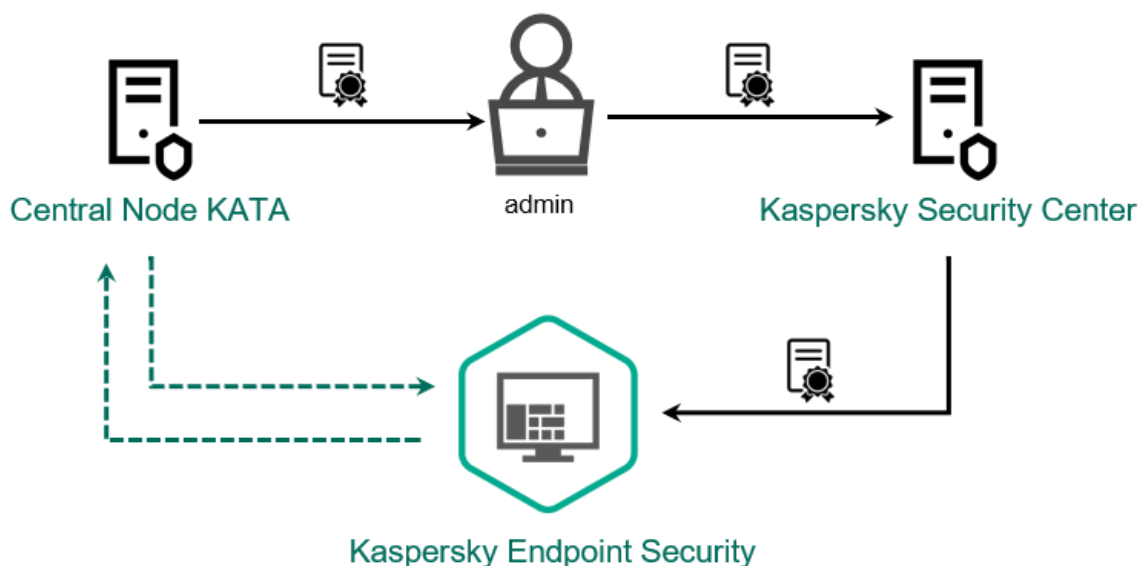 admin
Central Node KATA
Kaspersky Security Center
Kaspersky Endpoint Security